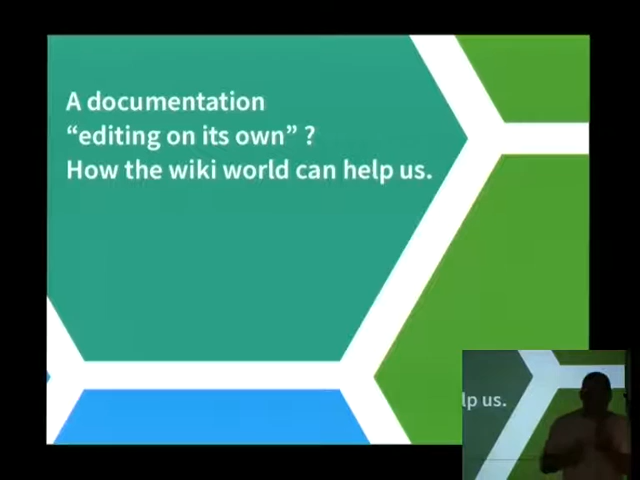 A documentation
“editing on its own” ?
How the wiki world can help us.
lp us.